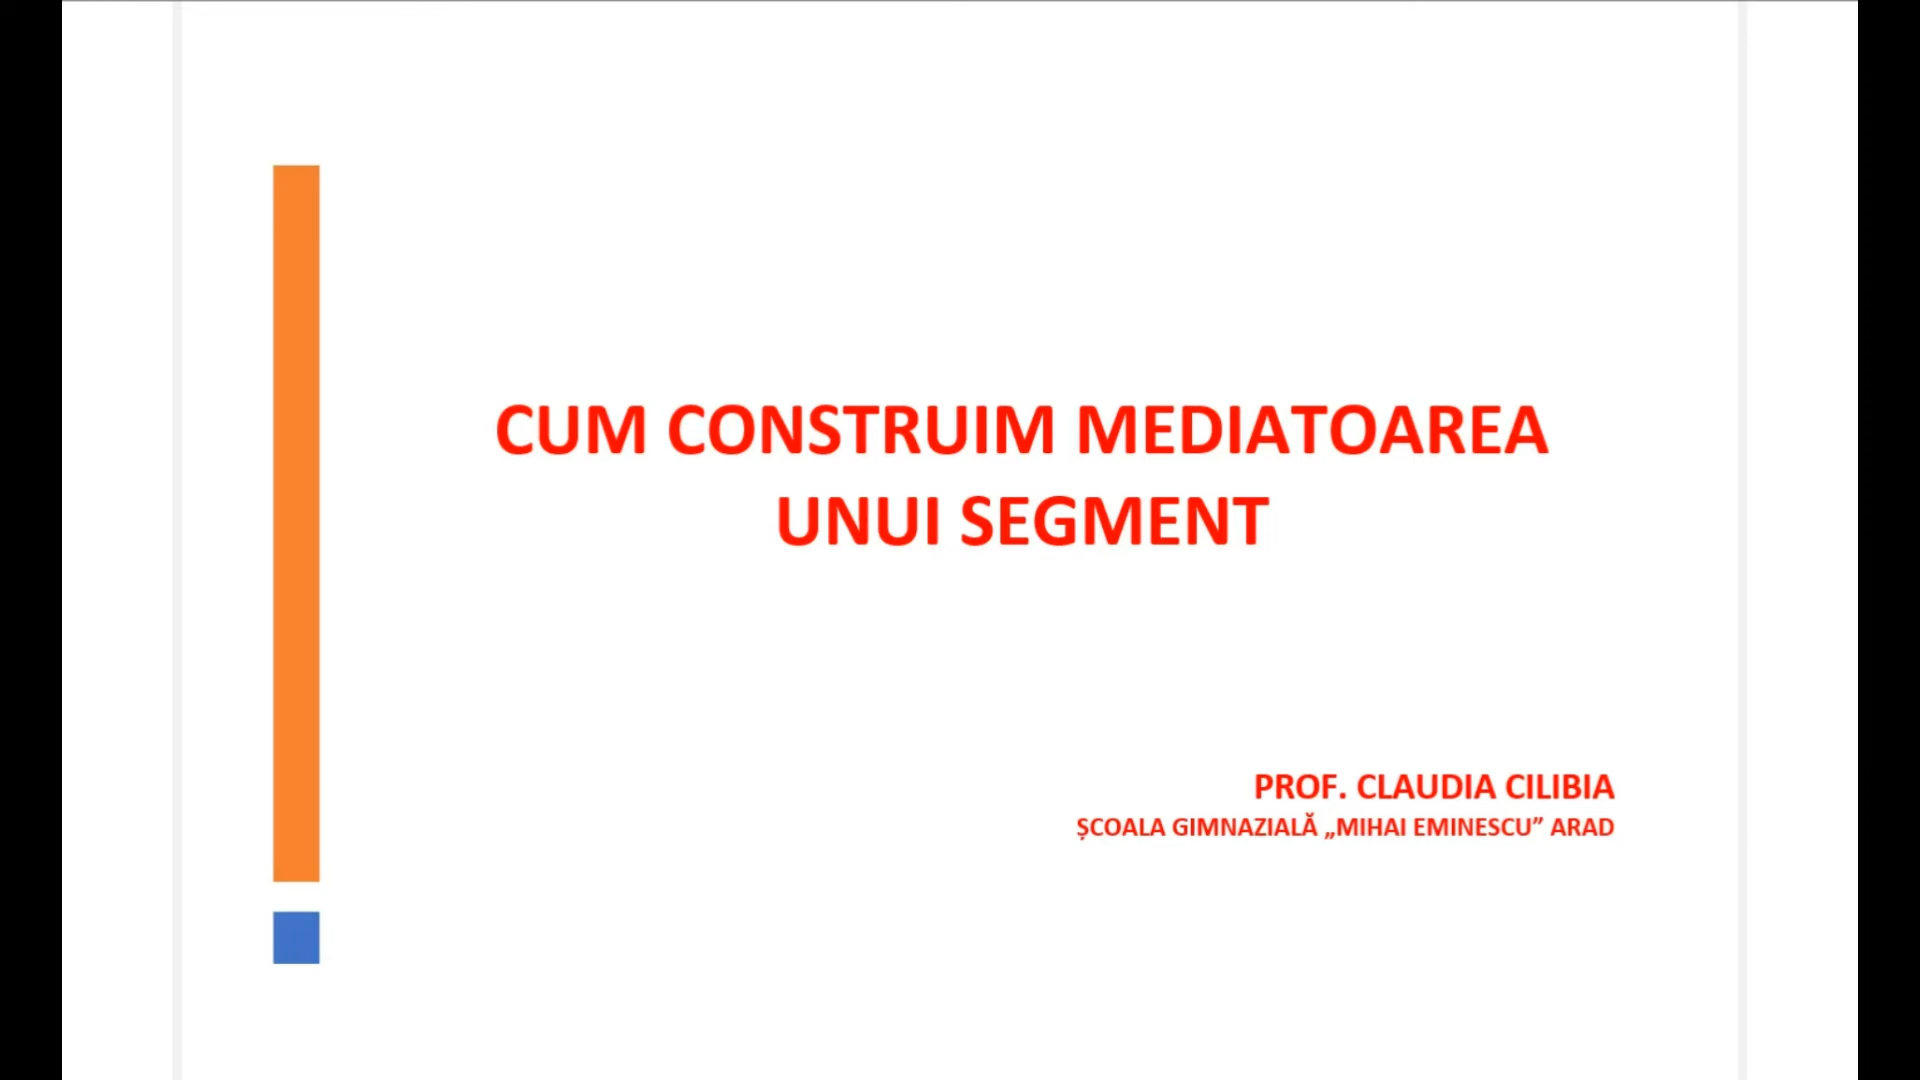 CUM CONSTRUIM MEDIATOAREA
UNUI SEGMENT
PROF. CLAUDIA CILIBIA
ȘCOALA GIMNAZIALĂ „MIHAI EMINESCU” ARAD